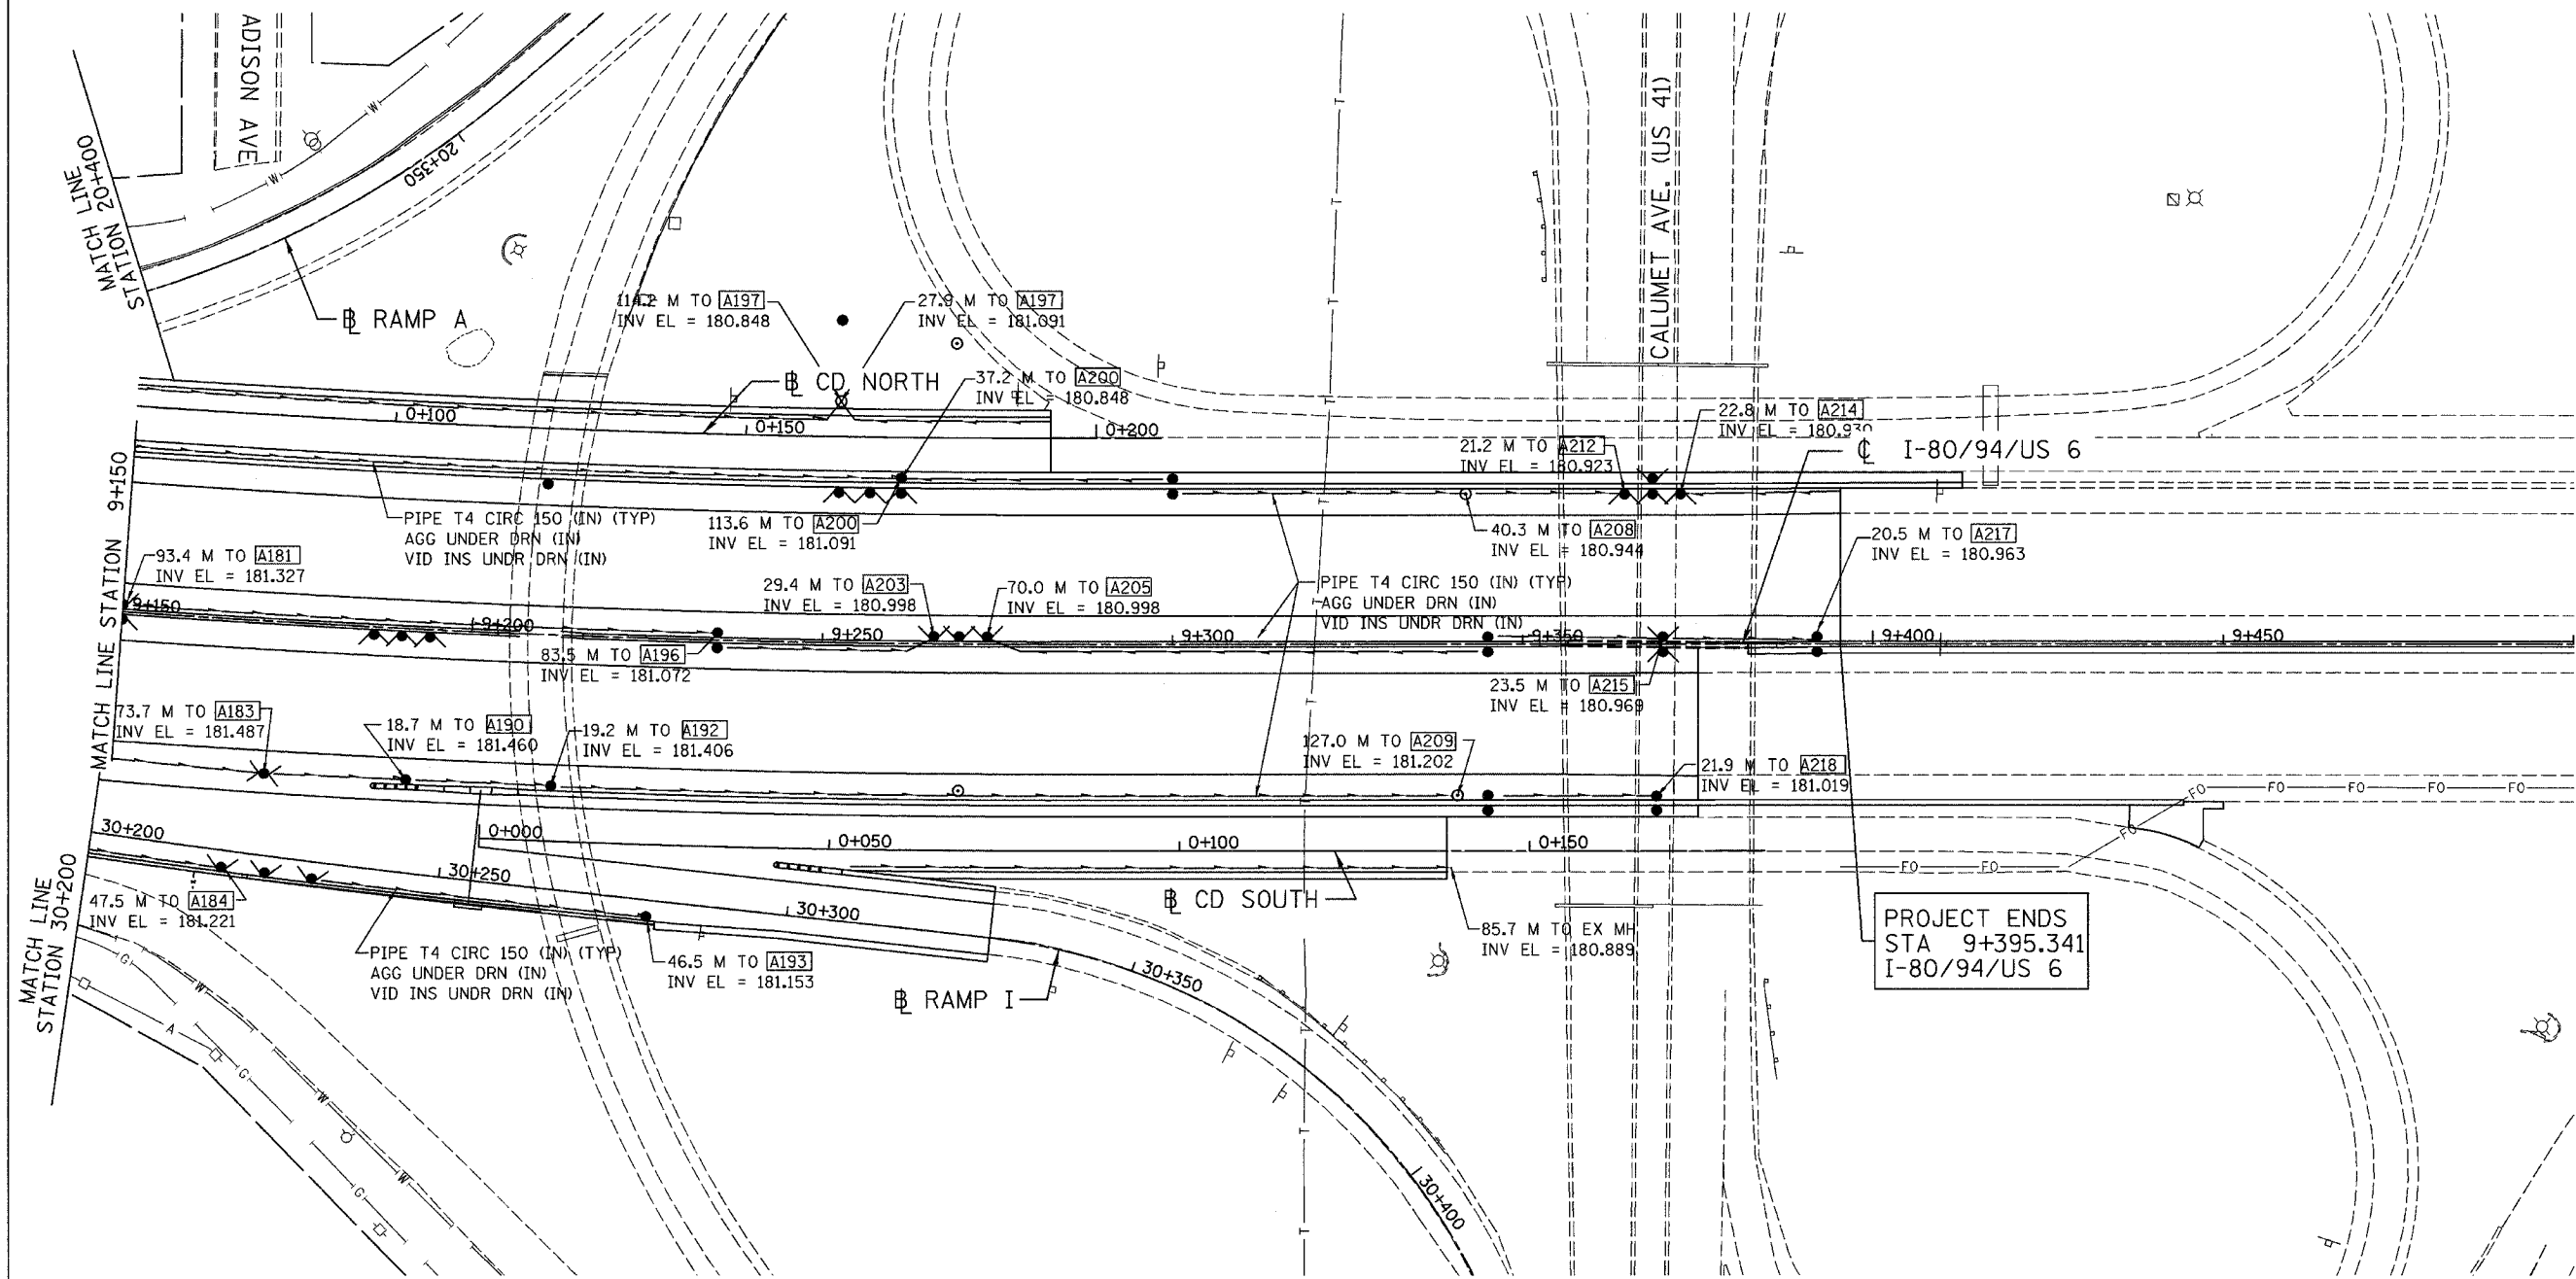 ADISON AVE
MATCH LINE
STATION 20+400
20+350
℄ RAMP A
114.2 M TO A197
INV EL = 180.848
27.9 M TO A197
INV EL = 181.091
CALUMET AVE. (US 41)
CD NORTH
37.2 M TO A200
INV EL = 180.848
0+100
0+150
0+200
22.8 M TO A214
INV EL = 180.930
21.2 M TO A212
INV EL = 180.923
℄ I-80/94/US 6
MATCH LINE STATION 9+150
PIPE T4 CIRC 150 (IN) (TYP)
AGG UNDER DRN (IN)
VID INS UNDR DRN (IN)
113.6 M TO A200
INV EL = 181.091
40.3 M TO A208
INV EL = 180.944
20.5 M TO A217
INV EL = 180.963
93.4 M TO A181
INV EL = 181.327
29.4 M TO A203
INV EL = 180.998
70.0 M TO A205
INV EL = 180.998
PIPE T4 CIRC 150 (IN) (TYP)
AGG UNDER DRN (IN)
VID INS UNDR DRN (IN)
9+150
9+200
9+250
9+300
9+350
9+400
9+450
83.5 M TO A196
INV EL = 181.072
23.5 M TO A215
INV EL = 180.969
73.7 M TO A183
INV EL = 181.487
18.7 M TO A190
INV EL = 181.460
19.2 M TO A192
INV EL = 181.406
127.0 M TO A209
INV EL = 181.202
21.9 M TO A218
INV EL = 181.019
FO FO FO FO FO
FO
FO FO
30+200
0+000
0+050
0+100
0+150
30+250
30+300
30+350
30+400
MATCH LINE
STATION 30+200
47.5 M TO A184
INV EL = 181.221
CD SOUTH
PIPE T4 CIRC 150 (IN) (TYP)
AGG UNDER DRN (IN)
VID INS UNDR DRN (IN)
46.5 M TO A193
INV EL = 181.153
85.7 M TO EX MH
INV EL = 180.889
RAMP I
PROJECT ENDS
STA 9+395.341
I-80/94/US 6
W
W
T
T
T
T
T
T
T
T
G
G
G
W
W
W
A